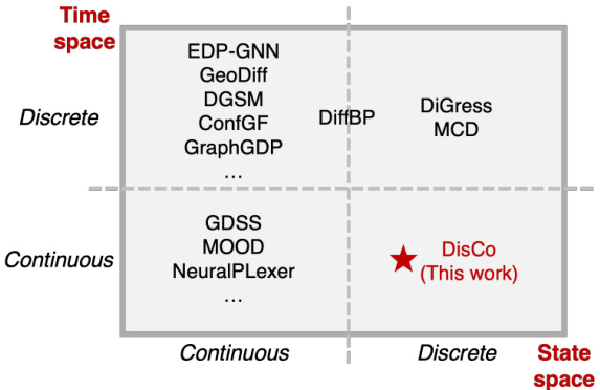 Time
space
EDP-GNN
GeoDiff
DGSM
ConfGF
GraphGDP
...
DiffBP
DiGress
MCD
Discrete
GDSS
MOOD
NeuralPLexer
...
DisCo
(This work)
Continuous
Continuous
Discrete
State
space